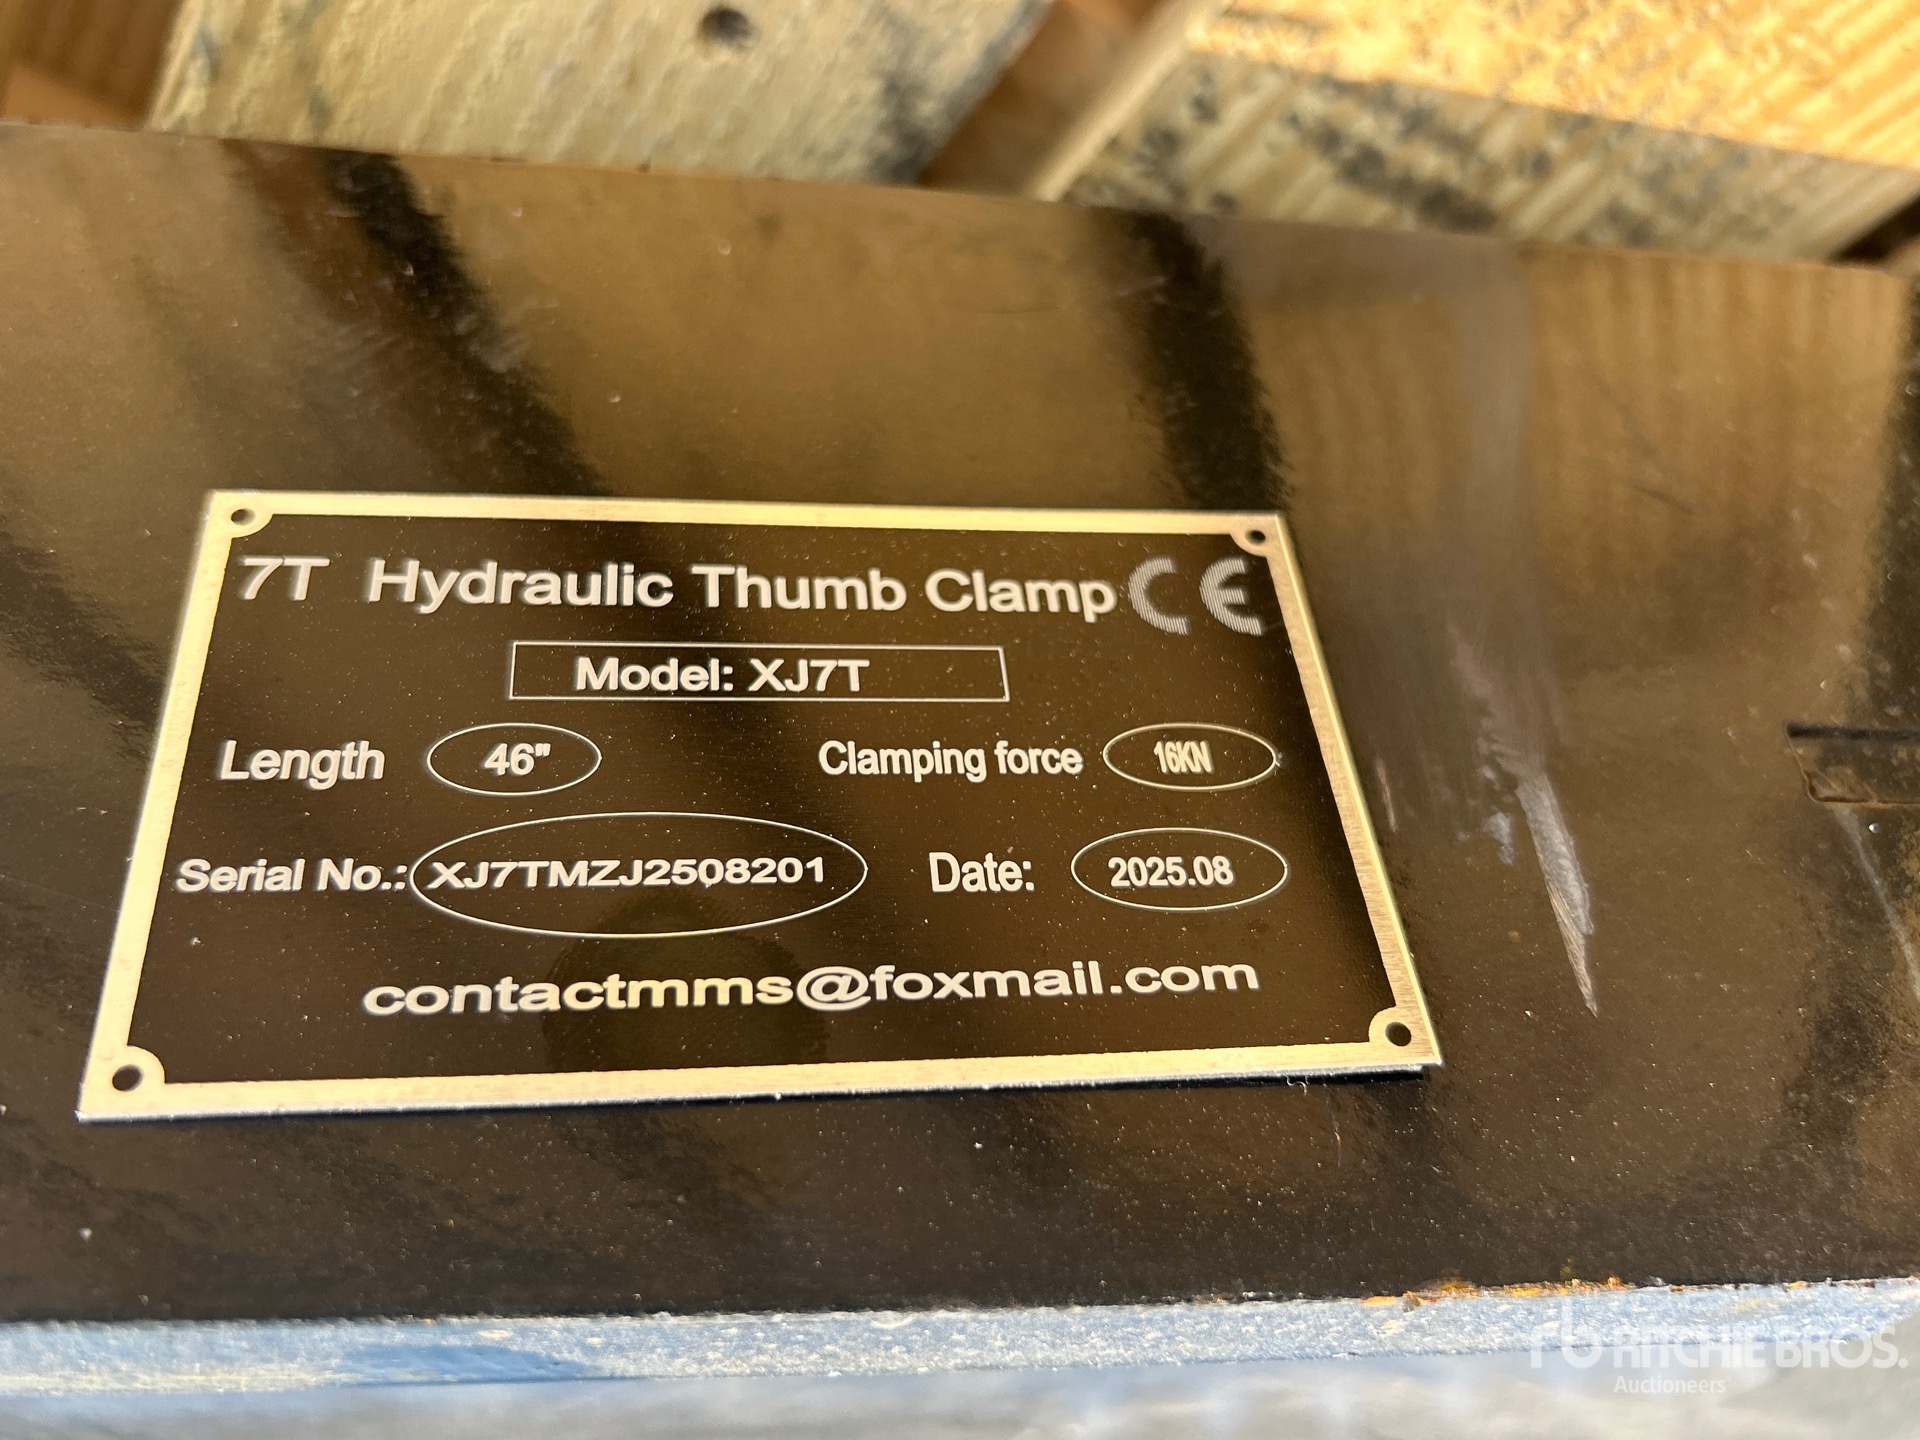 7T Hydraulic Thumb Clamp CE
Model: XJ7T
Length 46" Clamping force 16KN
Serial No.: XJ7TMZJ2508201 Date: 2025.08
contactmms@foxmail.com
rb RITCHIE BROS.
Auctioneers